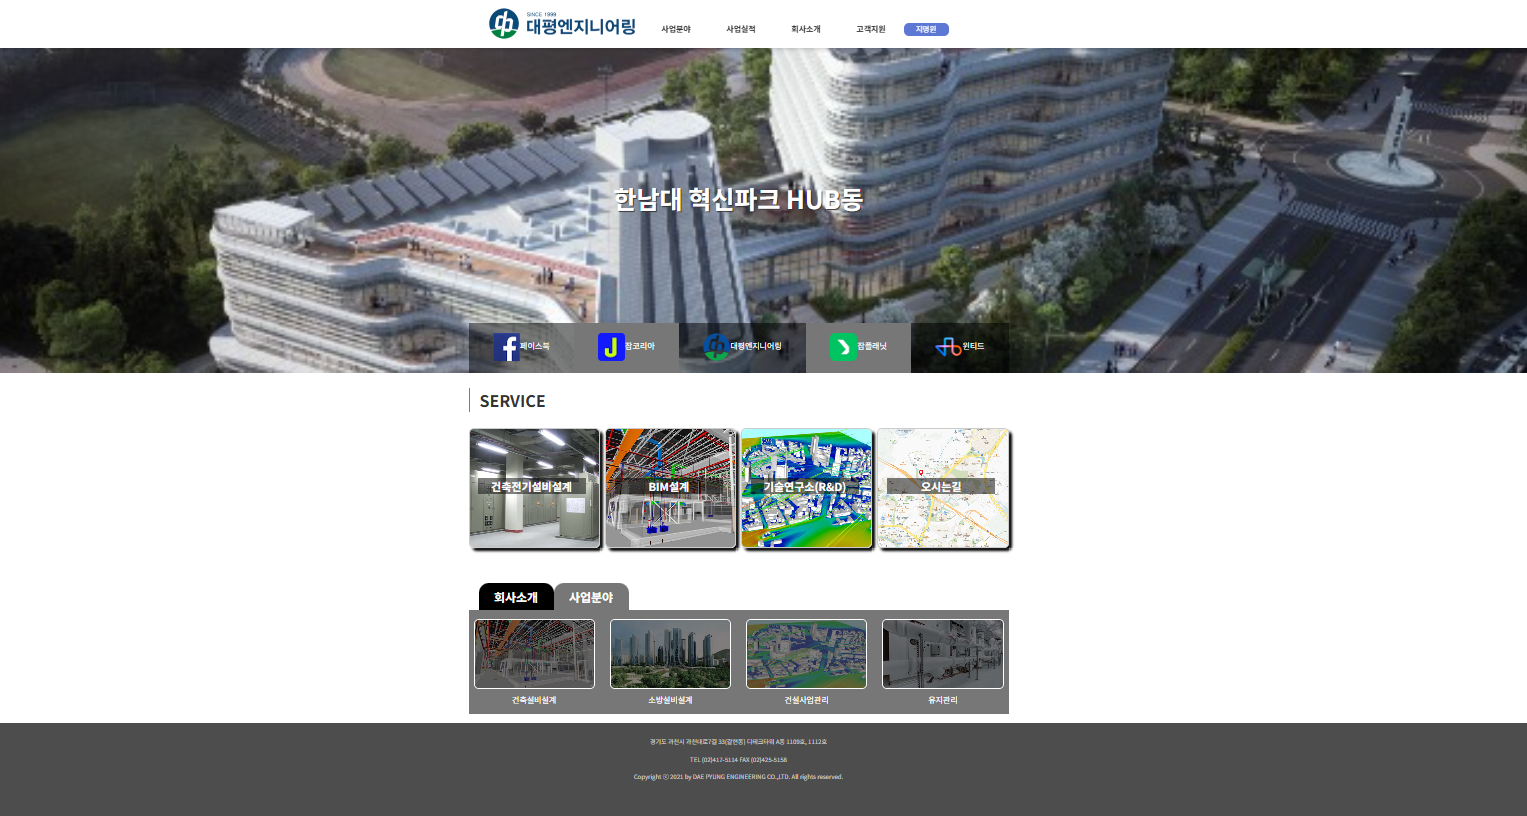 SINCE 1999
대평엔지니어링
사업분야 사업실적 회사소개 고객지원 지명원
한남대 혁신파크 HUB동
페이스북 잡코리아 대평엔지니어링 잡플래닛 원티드
SERVICE
건축전기설비설계 BIM설계 기술연구소(R&D) 오시는길
회사소개 사업분야
건축설비설계 소방설비설계 건설사업관리 유지관리
경기도 과천시 과천대로7길 33(갈현동) 디테크타워 A동 1109호, 1112호
TEL (02)417-5114 FAX (02)425-5158
Copyright ⓒ 2021 by DAE PYUNG ENGINEERING CO.,LTD. All rights reserved.